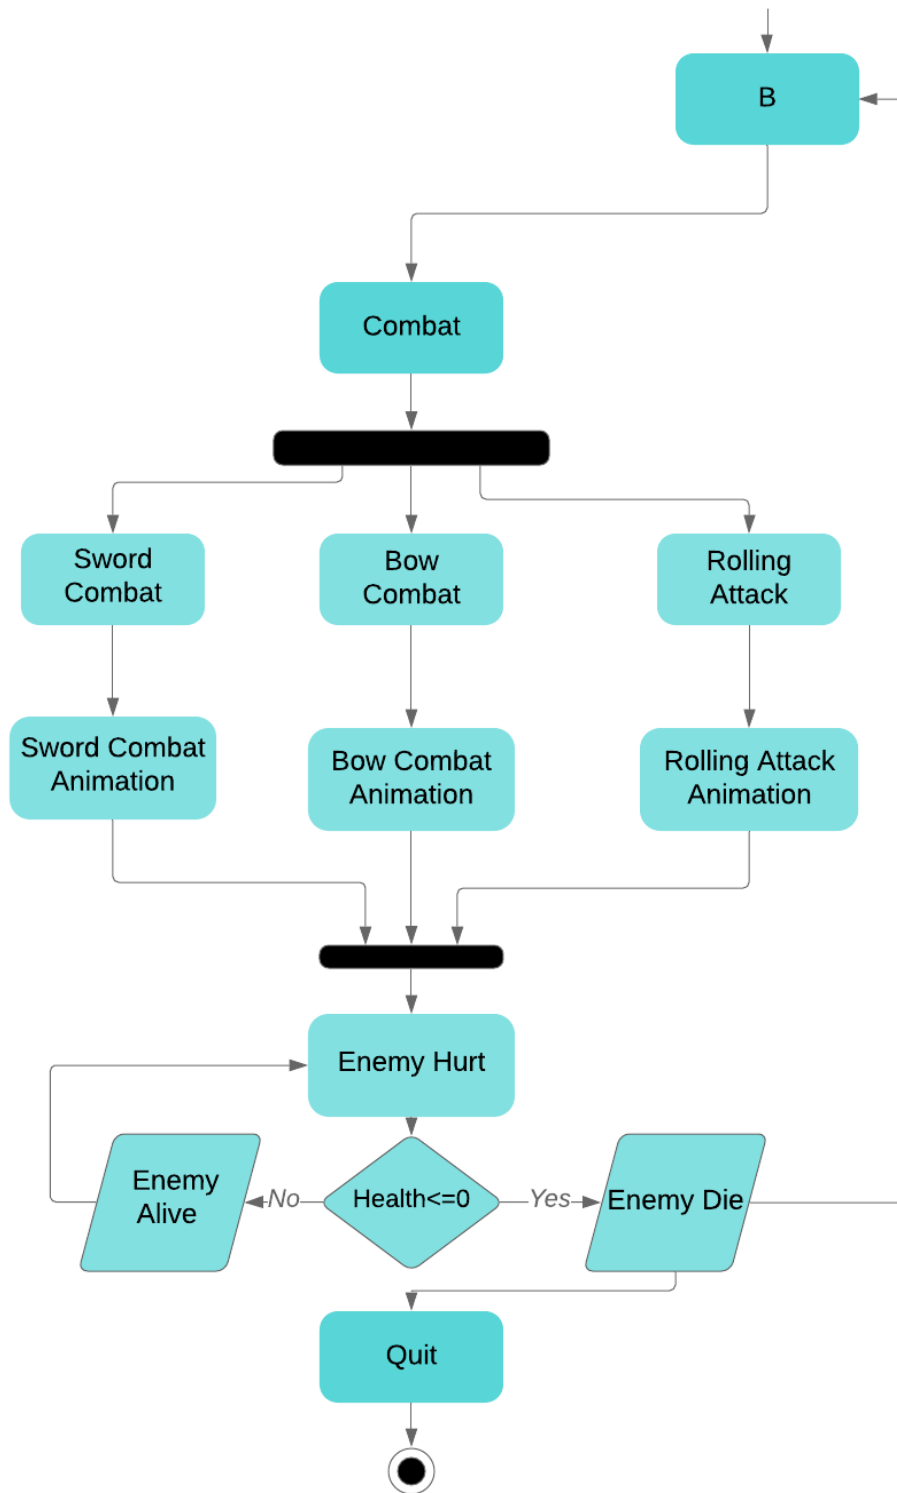 B
Combat
Sword
Combat
Bow
Combat
Rolling
Attack
Sword Combat
Animation
Bow Combat
Animation
Rolling Attack
Animation
Enemy Hurt
Enemy
Alive
No
Health<=0
Yes
Enemy Die
Quit